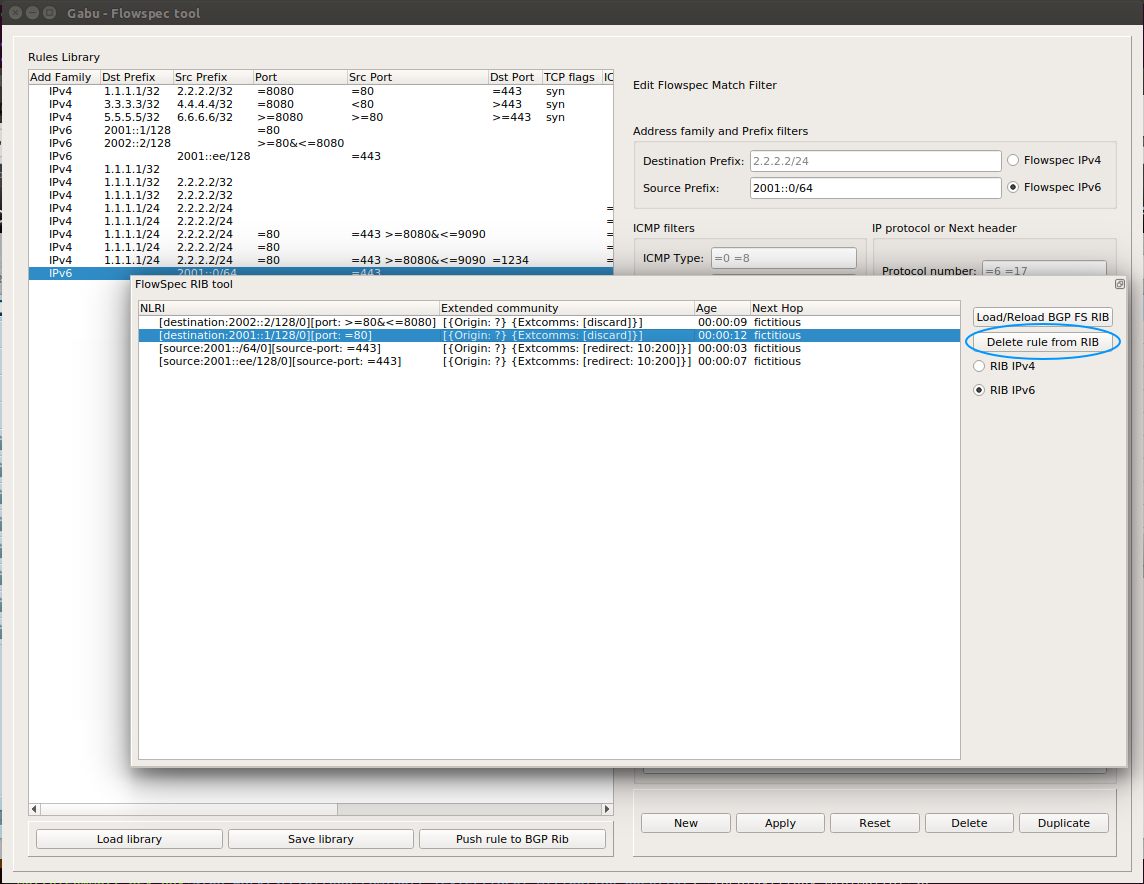 Gabu - Flowspec tool
Rules Library
Add Family Dst Prefix Src Prefix Port Src Port Dst Port TCP flags IC
IPv4 1.1.1.1/32 2.2.2.2/32 =8080 =80 =443 syn
IPv4 3.3.3.3/32 4.4.4.4/32 =8080 <80 >443 syn
IPv4 5.5.5.5/32 6.6.6.6/32 >=8080 >=80 >=443 syn
IPv6 2001::1/128 =80
IPv6 2002::2/128 >=80&<=8080
IPv6 2001::ee/128 =443
IPv4 1.1.1.1/32
IPv4 1.1.1.1/32 2.2.2.2/32
IPv4 1.1.1.1/32 2.2.2.2/32
IPv4 1.1.1.1/24 2.2.2.2/24 =
IPv4 1.1.1.1/24 2.2.2.2/24 =
IPv4 1.1.1.1/24 2.2.2.2/24 =80 =443 >=8080&<=9090 =
IPv4 1.1.1.1/24 2.2.2.2/24 =80 =
IPv4 1.1.1.1/24 2.2.2.2/24 =80 =443 >=8080&<=9090 =1234 =
IPv6 2001::0/64 =443
Edit Flowspec Match Filter
Address family and Prefix filters
Destination Prefix: 2.2.2.2/24 Flowspec IPv4
Source Prefix: 2001::0/64 Flowspec IPv6
ICMP filters IP protocol or Next header
ICMP Type: =0 =8 Protocol number: =6 =17
FlowSpec RIB tool
NLRI Extended community Age Next Hop
[destination:2002::2/128/0][port: >=80&<=8080] [{Origin: ?} {Extcomms: [discard]}] 00:00:09 fictitious
[destination:2001::1/128/0][port: =80] [{Origin: ?} {Extcomms: [discard]}] 00:00:12 fictitious
[source:2001::/64/0][source-port: =443] [{Origin: ?} {Extcomms: [redirect: 10:200]}] 00:00:03 fictitious
[source:2001::ee/128/0][source-port: =443] [{Origin: ?} {Extcomms: [redirect: 10:200]}] 00:00:07 fictitious
Load/Reload BGP FS RIB
Delete rule from RIB
RIB IPv4
RIB IPv6
Load library Save library Push rule to BGP Rib
New Apply Reset Delete Duplicate